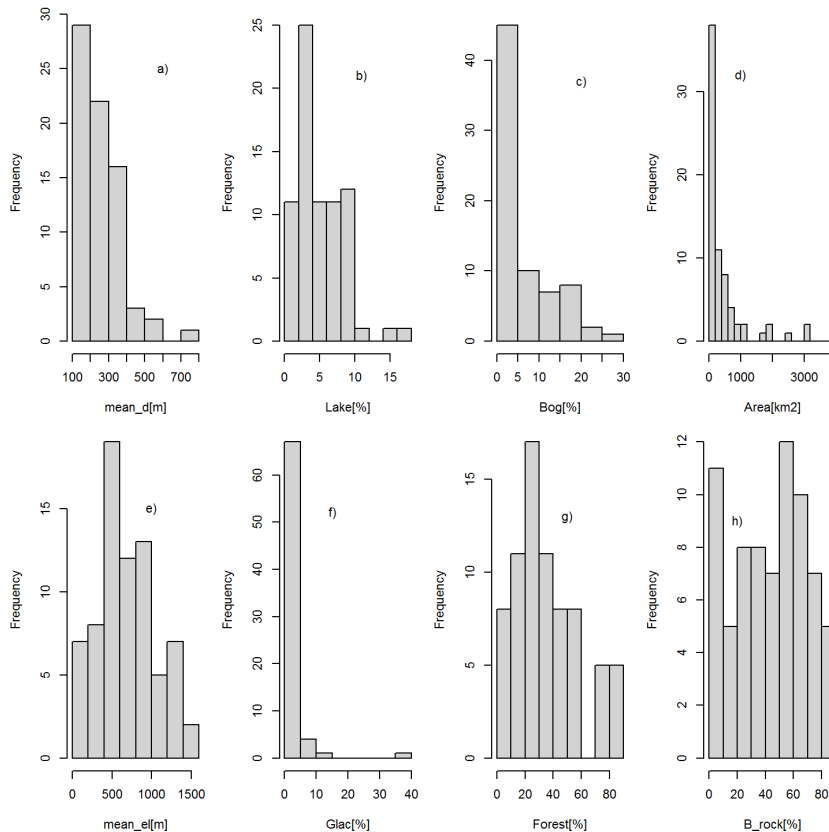 a)
Frequency
0 5 10 15 20 25 30
100 300 500 700
mean_d[m]
b)
Frequency
0 5 10 15 20 25
0 5 10 15
Lake[%]
c)
Frequency
0 10 20 30 40
0 5 10 20 30
Bog[%]
d)
Frequency
0 10 20 30
0 1000 3000
Area[km2]
e)
Frequency
0 5 10 15
0 500 1000 1500
mean_el[m]
f)
Frequency
0 10 20 30 40 50 60
0 10 20 30 40
Glac[%]
g)
Frequency
0 5 10 15
0 20 40 60 80
Forest[%]
h)
Frequency
0 2 4 6 8 10 12
0 20 40 60 80
B_rock[%]